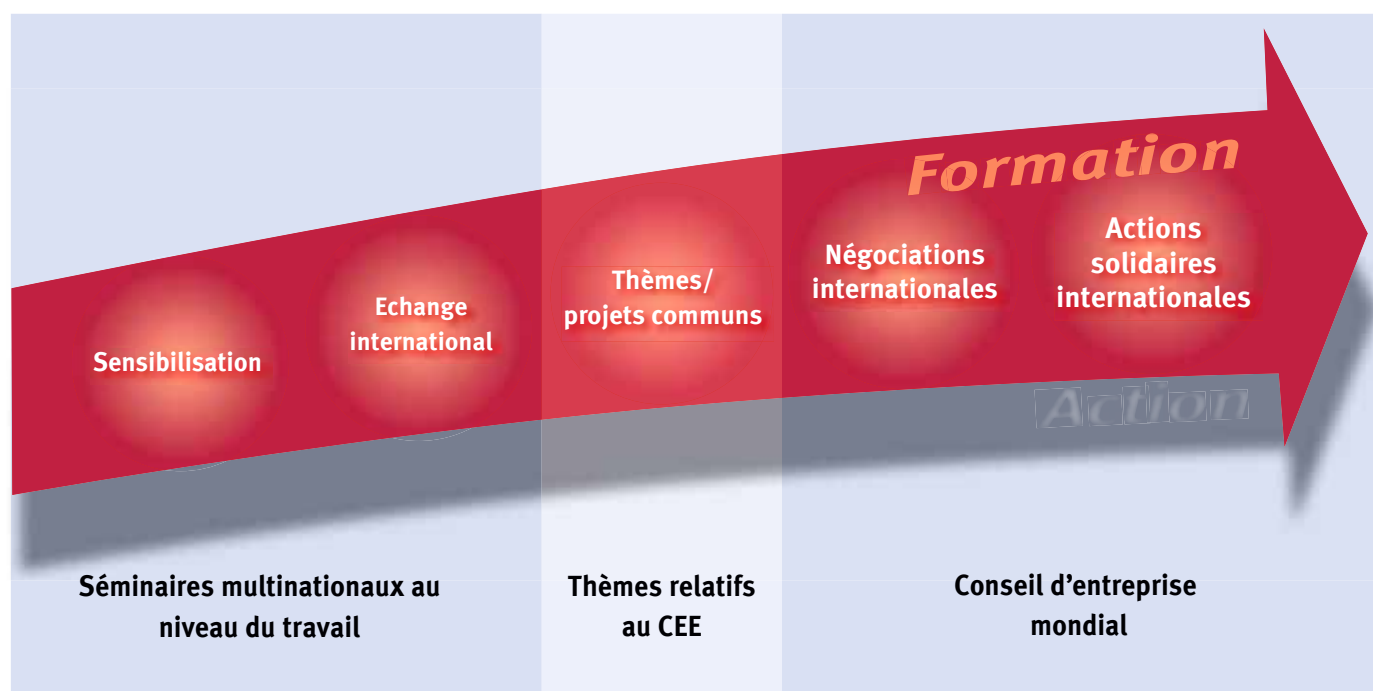 Formation
Sensibilisation
Echange
international
Thèmes/
projets communs
Négociations
internationales
Actions
solidaires
internationales
Action
Séminaires multinationaux au
niveau du travail
Thèmes relatifs
au CEE
Conseil d’entreprise
mondial